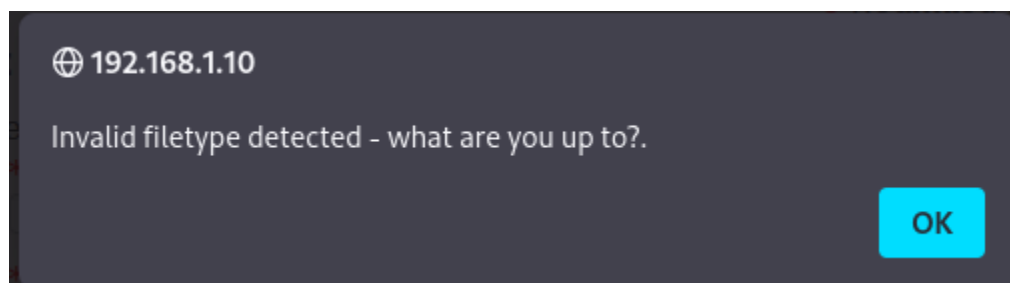 192.168.1.10
Invalid filetype detected - what are you up to?.
OK